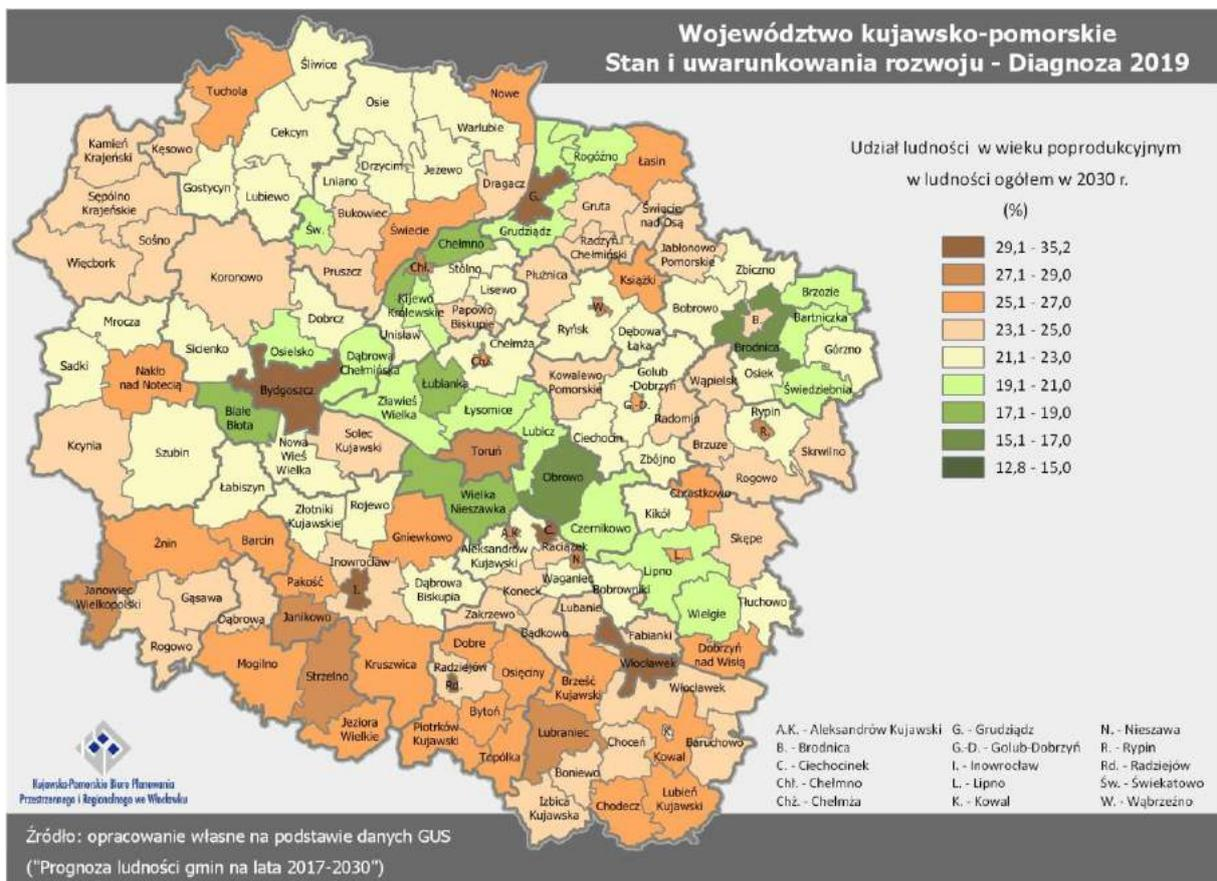 Województwo kujawsko-pomorskie
Stan i uwarunkowania rozwoju - Diagnoza 2019
Udział ludności w wieku poprodukcyjnym
w ludności ogółem w 2030 r.
(%)
29,1 - 35,2
27,1 - 29,0
25,1 - 27,0
23,1 - 25,0
21,1 - 23,0
19,1 - 21,0
17,1 - 19,0
15,1 - 17,0
12,8 - 15,0
Śliwice
Tuchola
Nowe
Osie
Warlubie
Cekcyn
Kamień
Krajeński
Kęsowo
Rogóźno
Łasin
Drzycim
Jeżewo
Lniano
Dragacz
Gostycyn
Lubiewo
G.
Sępólno
Krajeńskie
Bukowiec
Gruta
Świecie
nad Osą
Św.
Świecie
Grudziądz
Sośno
Chełmno
Radzyń
Chełmiński
Jabłonowo
Pomorskie
Więcbork
Koronowo
Pruszcz
Chł.
Stolno
Płużnica
Książki
Zbiczno
Lisewo
Brzozie
Kijewo
Królewskie
Papowo
Biskupie
W.
Bobrowo
Bartniczka
Mrocza
Dobrcz
Ryńsk
B.
Unisław
Dębowa
Łąka
Brodnica
Sicienko
Chełmża
Górzno
Sadki
Osielsko
Dąbrowa
Chełmińska
Chż.
Golub
-Dobrzyń
Osiek
Nakło
nad Notecią
Bydgoszcz
Łubianka
Kowalewo
Pomorskie
Wąpielsk
Świedziebnia
Zławieś
Wielka
Łysomice
G.-D.
Radomin
Rypin
Białe
Błota
Lubicz
R.
Kcynia
Solec
Kujawski
Ciechocin
Brzuze
Skrwilno
Szubin
Nowa
Wieś
Wielka
Toruń
Zbójno
Rogowo
Obrowo
Łabiszyn
Wielka
Nieszawka
Chrostkowo
Złotniki
Kujawskie
Rojewo
Kikół
Czernikowo
Skępe
Żnin
Barcin
Gniewkowo
A.K.
C.
Raciążek
Aleksandrów
Kujawski
N.
L.
Inowrocław
Lipno
Janowiec
Wielkopolski
Pakość
I.
Dąbrowa
Biskupia
Waganiec
Bobrowniki
Gąsawa
Koneck
Tłuchowo
Dąbrowa
Janikowo
Zakrzewo
Lubanie
Wielgie
Rogowo
Bądkowo
Fabianki
Dobre
Dobrzyń
nad Wisłą
Mogilno
Strzelno
Kruszwica
Radziejów
Osięciny
Włocławek
Rd.
Brześć
Kujawski
Włocławek
Jeziora
Wielkie
Piotrków
Kujawski
Bytoń
Lubraniec
Choceń
K.
Kowal
Baruchowo
Topólka
Boniewo
Izbica
Kujawska
Chodecz
Lubień
Kujawski
A.K. - Aleksandrów Kujawski
B. - Brodnica
C. - Ciechocinek
Chł. - Chełmno
Chż. - Chełmża
G. - Grudziądz
G.-D. - Golub-Dobrzyń
I. - Inowrocław
L. - Lipno
K. - Kowal
N. - Nieszawa
R. - Rypin
Rd. - Radziejów
Św. - Świekatowo
W. - Wąbrzeźno
Kujawsko-Pomorskie Biuro Planowania
Przestrzennego i Regionalnego we Włocławku
Źródło: opracowanie własne na podstawie danych GUS
("Prognoza ludności gmin na lata 2017-2030")